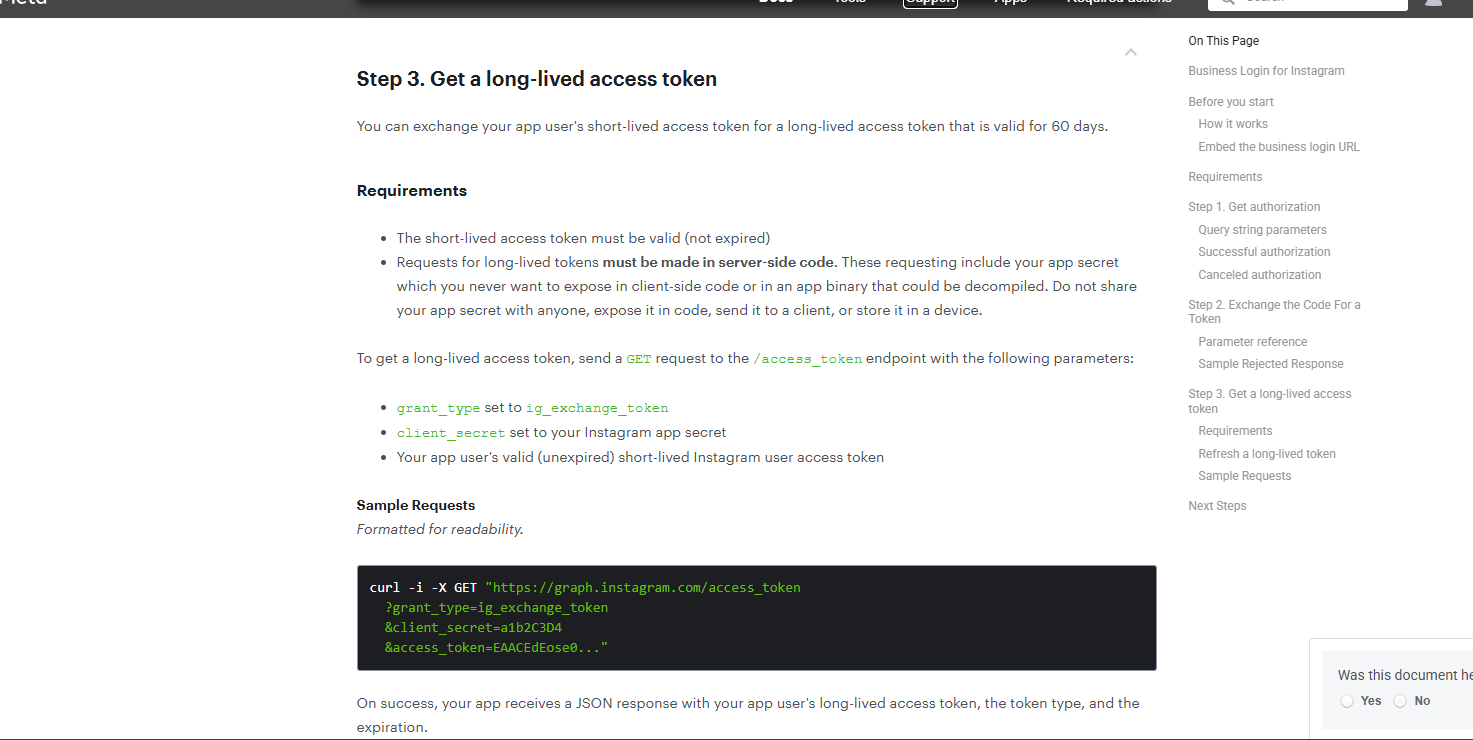 Meta
Docs Tools Support Apps Required actions Search
Step 3. Get a long-lived access token
You can exchange your app user's short-lived access token for a long-lived access token that is valid for 60 days.
Requirements
The short-lived access token must be valid (not expired)
Requests for long-lived tokens must be made in server-side code. These requesting include your app secret
which you never want to expose in client-side code or in an app binary that could be decompiled. Do not share
your app secret with anyone, expose it in code, send it to a client, or store it in a device.
To get a long-lived access token, send a GET request to the /access_token endpoint with the following parameters:
grant_type set to ig_exchange_token
client_secret set to your Instagram app secret
Your app user's valid (unexpired) short-lived Instagram user access token
Sample Requests
Formatted for readability.
curl -i -X GET "https://graph.instagram.com/access_token
?grant_type=ig_exchange_token
&client_secret=a1b2C3D4
&access_token=EAACEdEose0..."
On success, your app receives a JSON response with your app user's long-lived access token, the token type, and the
expiration.
On This Page
Business Login for Instagram
Before you start
How it works
Embed the business login URL
Requirements
Step 1. Get authorization
Query string parameters
Successful authorization
Canceled authorization
Step 2. Exchange the Code For a
Token
Parameter reference
Sample Rejected Response
Step 3. Get a long-lived access
token
Requirements
Refresh a long-lived token
Sample Requests
Next Steps
Was this document he
Yes No